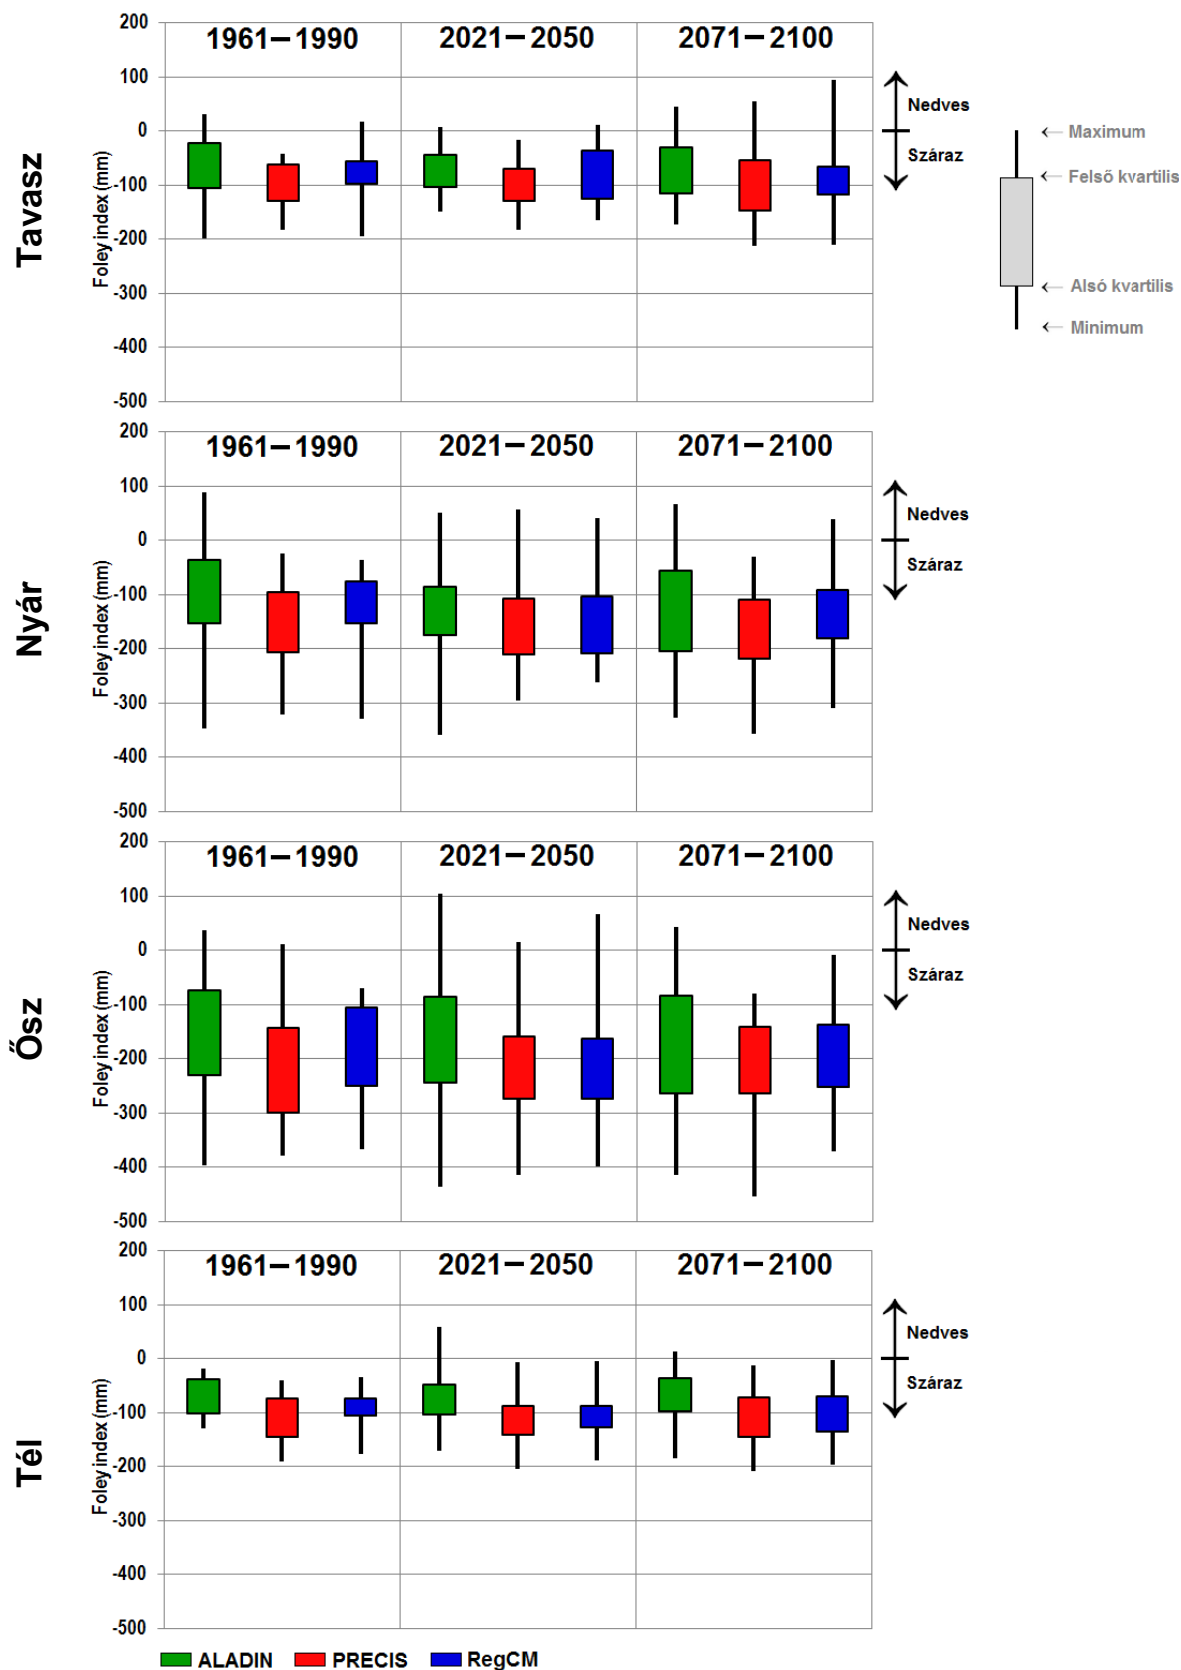 Tavasz
Foley index (mm)
200
100
0
-100
-200
-300
-400
-500
1961–1990
2021–2050
2071–2100
Nedves
Száraz
Maximum
Felső kvartilis
Alsó kvartilis
Minimum
Nyár
Foley index (mm)
200
100
0
-100
-200
-300
-400
-500
1961–1990
2021–2050
2071–2100
Nedves
Száraz
Ősz
Foley index (mm)
200
100
0
-100
-200
-300
-400
-500
1961–1990
2021–2050
2071–2100
Nedves
Száraz
Tél
Foley index (mm)
200
100
0
-100
-200
-300
-400
-500
1961–1990
2021–2050
2071–2100
Nedves
Száraz
ALADIN PRECIS RegCM